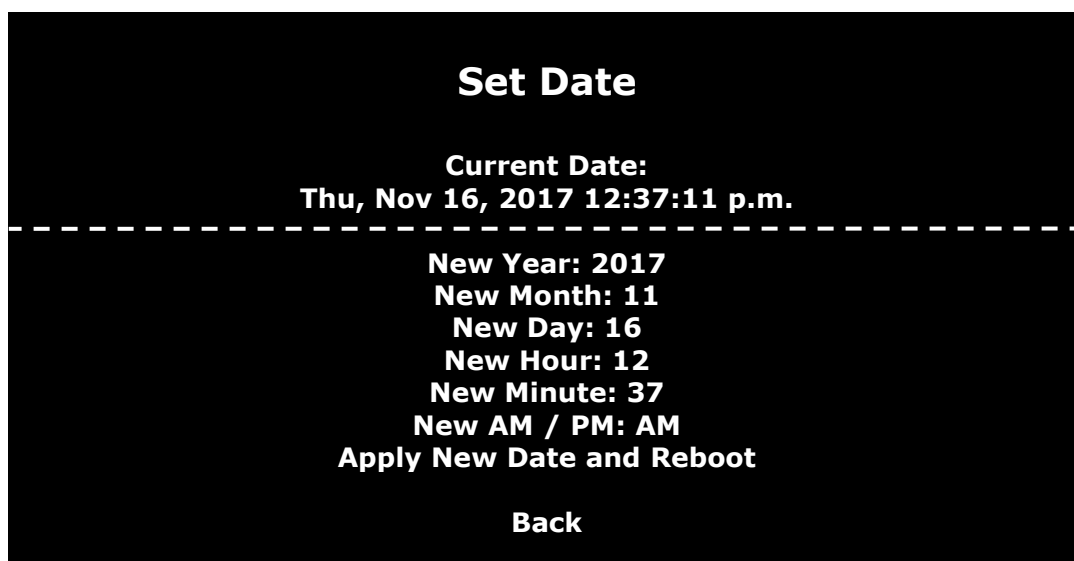 Set Date
Current Date:
Thu, Nov 16, 2017 12:37:11 p.m.
New Year: 2017
New Month: 11
New Day: 16
New Hour: 12
New Minute: 37
New AM / PM: AM
Apply New Date and Reboot
Back